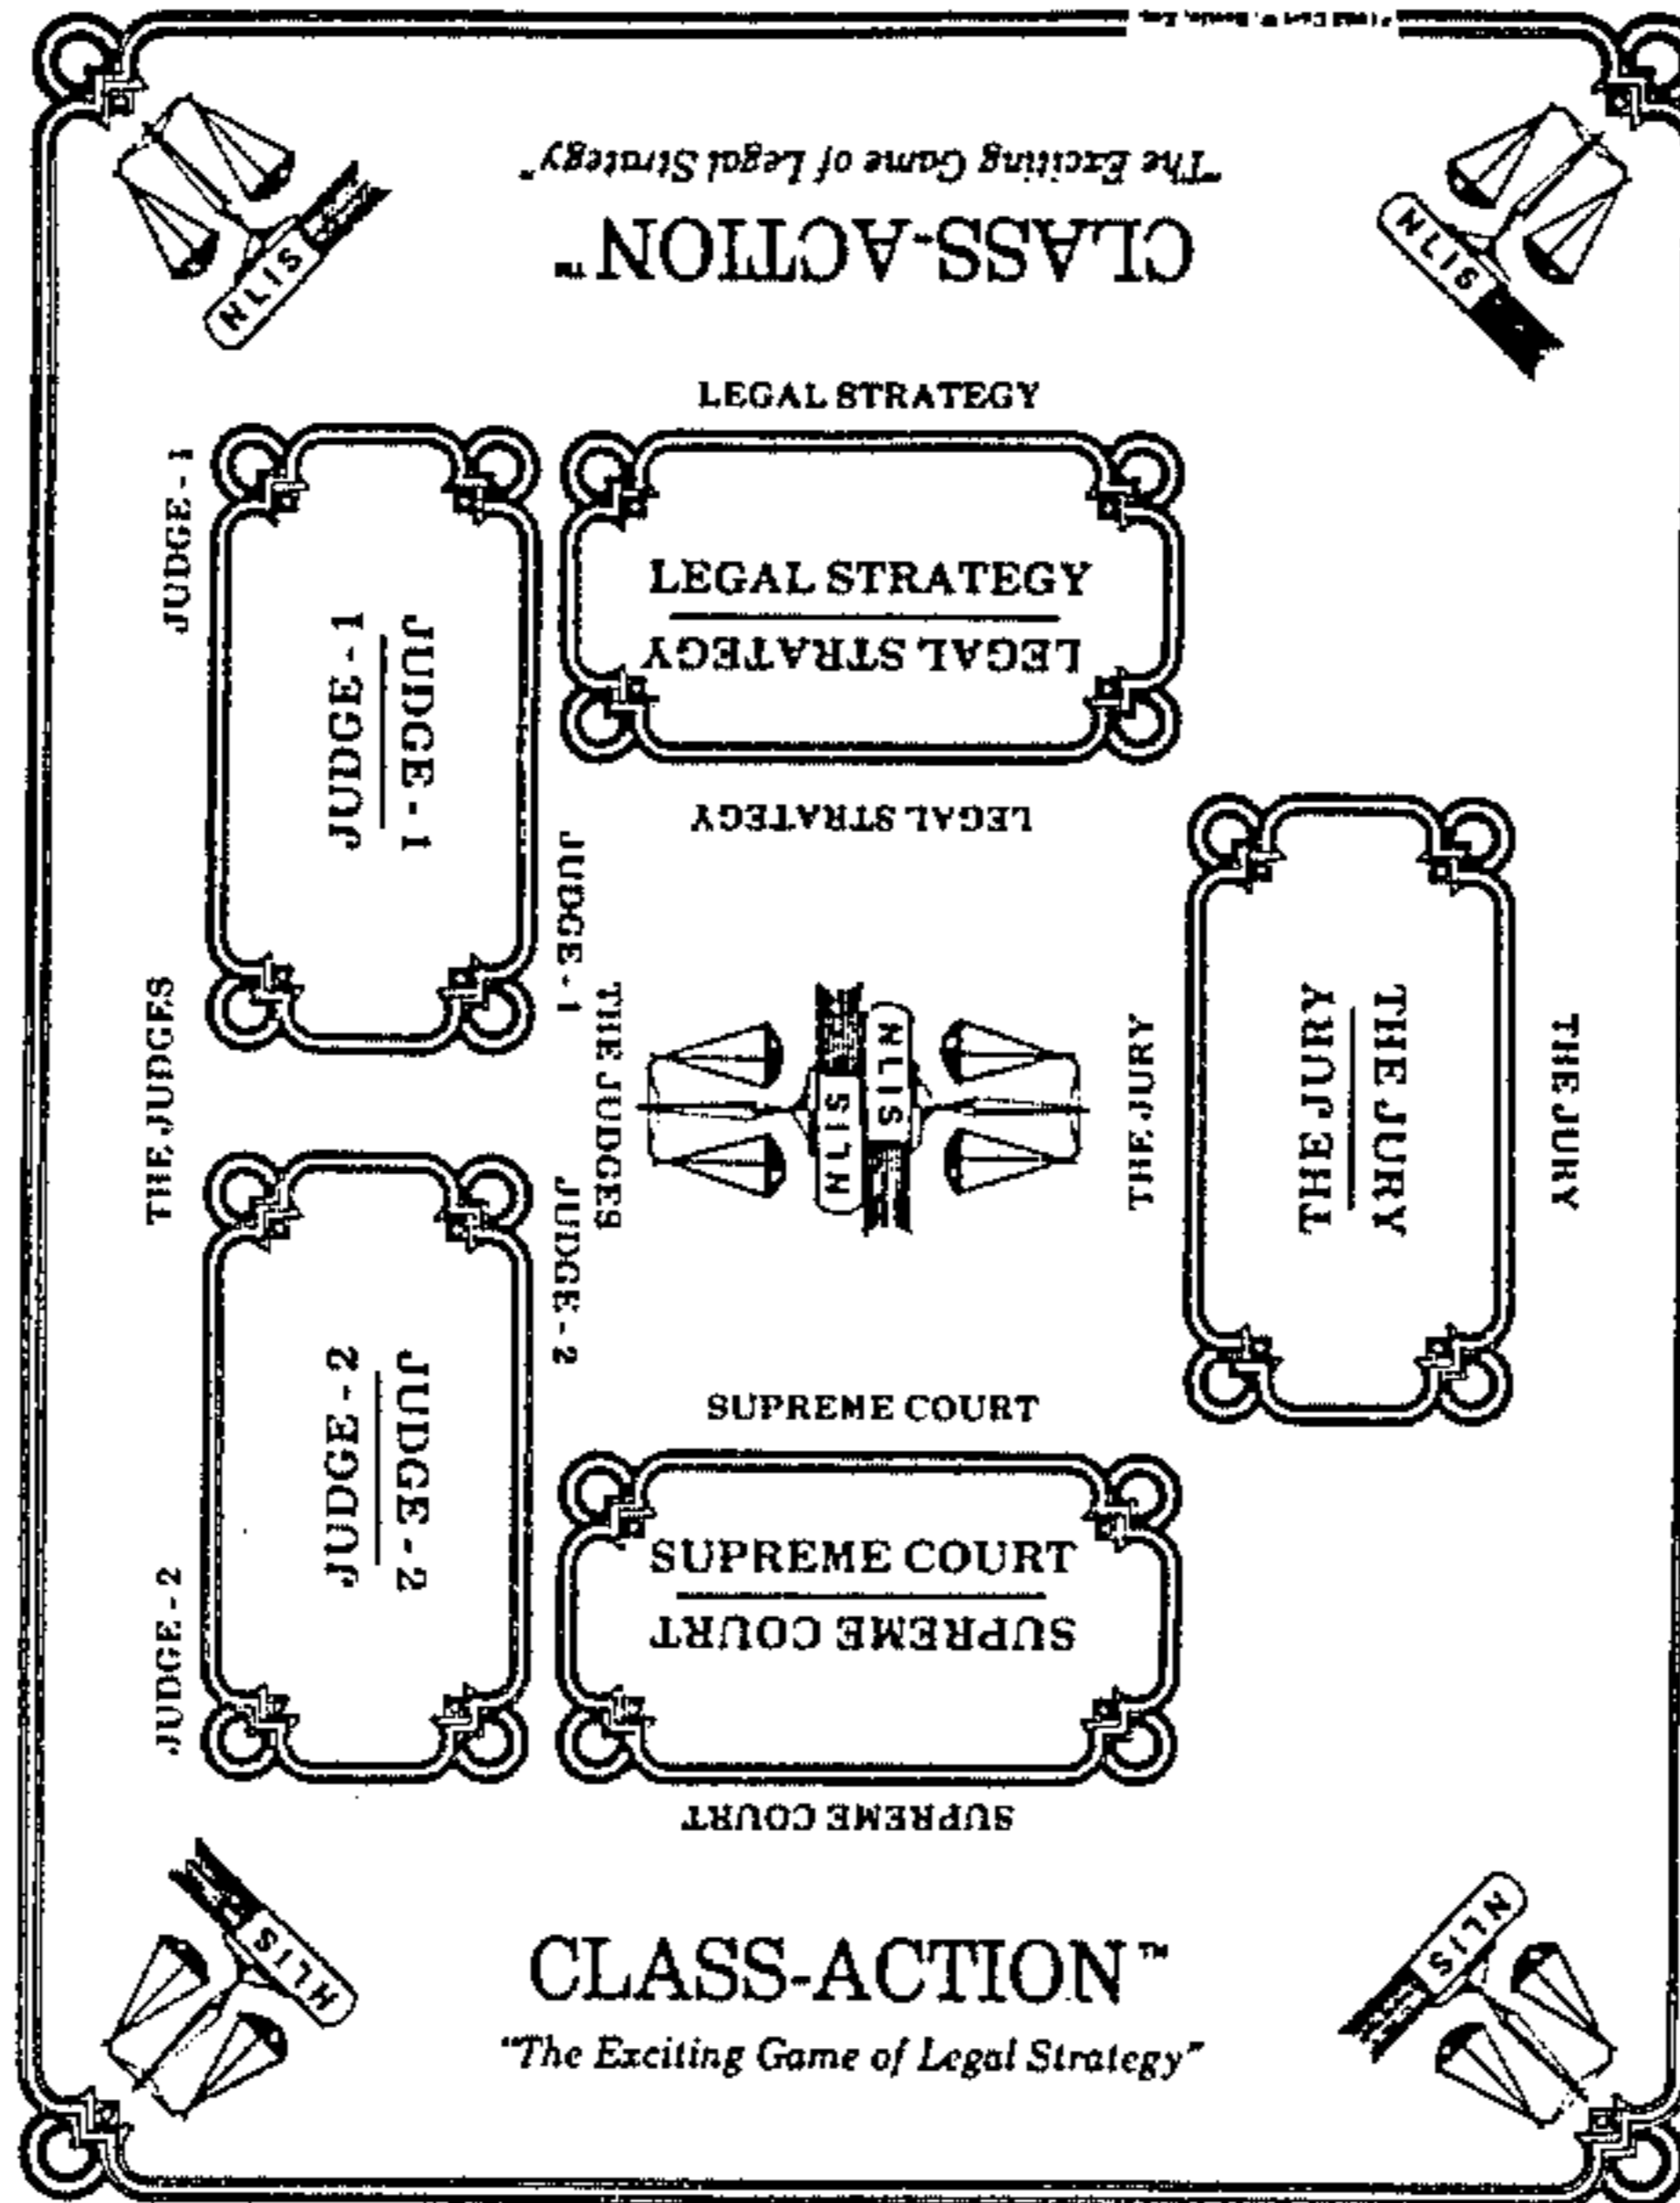 "The Exciting Game of Legal Strategy"
CLASS-ACTION™
NLIS
NLIS
LEGAL STRATEGY
JUDGE - 1
JUDGE - 1
JUDGE - 1
LEGAL STRATEGY
LEGAL STRATEGY
LEGAL STRATEGY
JUDGE - 1
THE JUDGES
THE JUDGES
NLIS
NLIS
THE JURY
THE JURY
THE JURY
THE JURY
JUDGE - 2
JUDGE - 2
JUDGE - 2
JUDGE - 2
SUPREME COURT
SUPREME COURT
SUPREME COURT
SUPREME COURT
NLIS
NLIS
CLASS-ACTION™
"The Exciting Game of Legal Strategy"